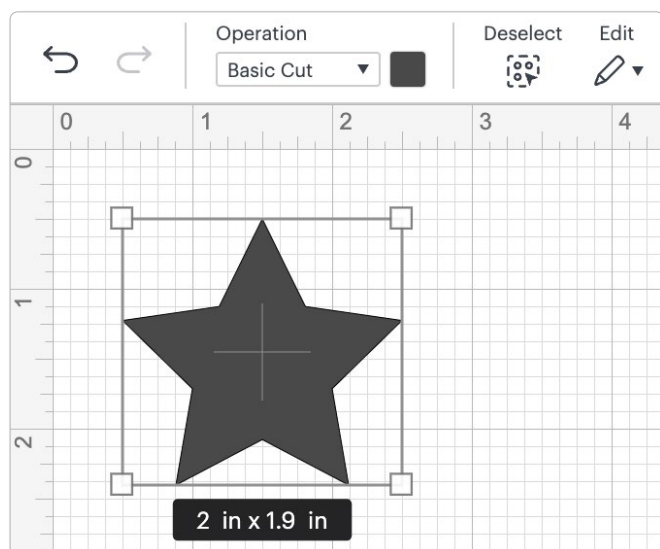 Operation
Deselect
Edit
Basic Cut
0 1 2 3 4
0
1
2
2 in x 1.9 in